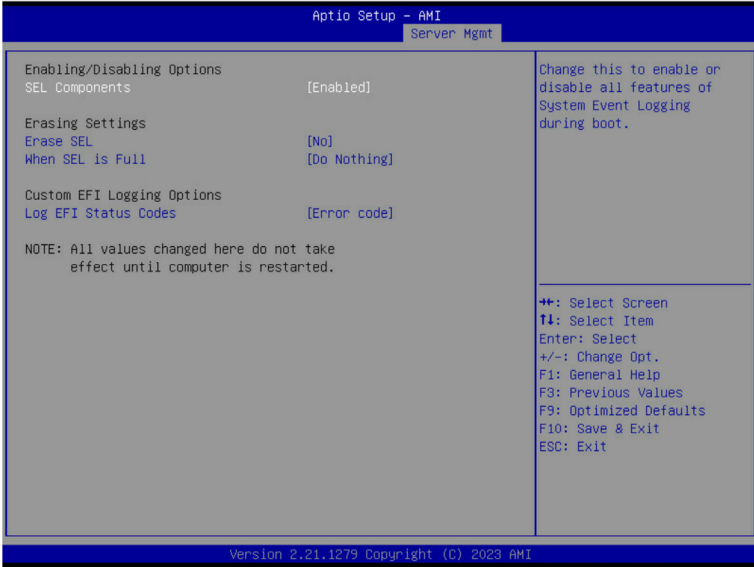 Aptio Setup – AMI
Server Mgmt
Enabling/Disabling Options
SEL Components [Enabled]
Erasing Settings
Erase SEL [No]
When SEL is Full [Do Nothing]
Custom EFI Logging Options
Log EFI Status Codes [Error code]
NOTE: All values changed here do not take
effect until computer is restarted.
Change this to enable or
disable all features of
System Event Logging
during boot.
→←: Select Screen
↑↓: Select Item
Enter: Select
+/-: Change Opt.
F1: General Help
F3: Previous Values
F9: Optimized Defaults
F10: Save & Exit
ESC: Exit
Version 2.21.1279 Copyright (C) 2023 AMI